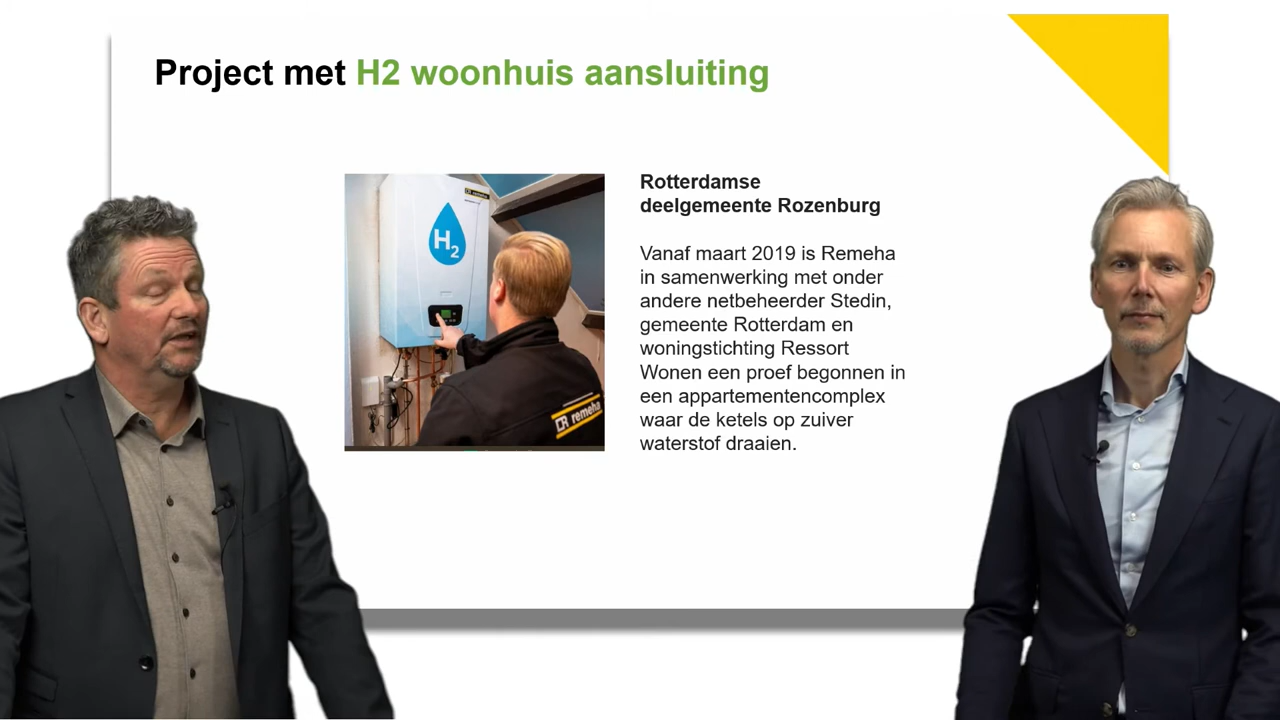 Project met H2 woonhuis aansluiting
remeha
H2
Rotterdamse
deelgemeente Rozenburg
Vanaf maart 2019 is Remeha
in samenwerking met onder
andere netbeheerder Stedin,
gemeente Rotterdam en
woningstichting Ressort
Wonen een proef begonnen in
een appartementencomplex
waar de ketels op zuiver
waterstof draaien.
remeha